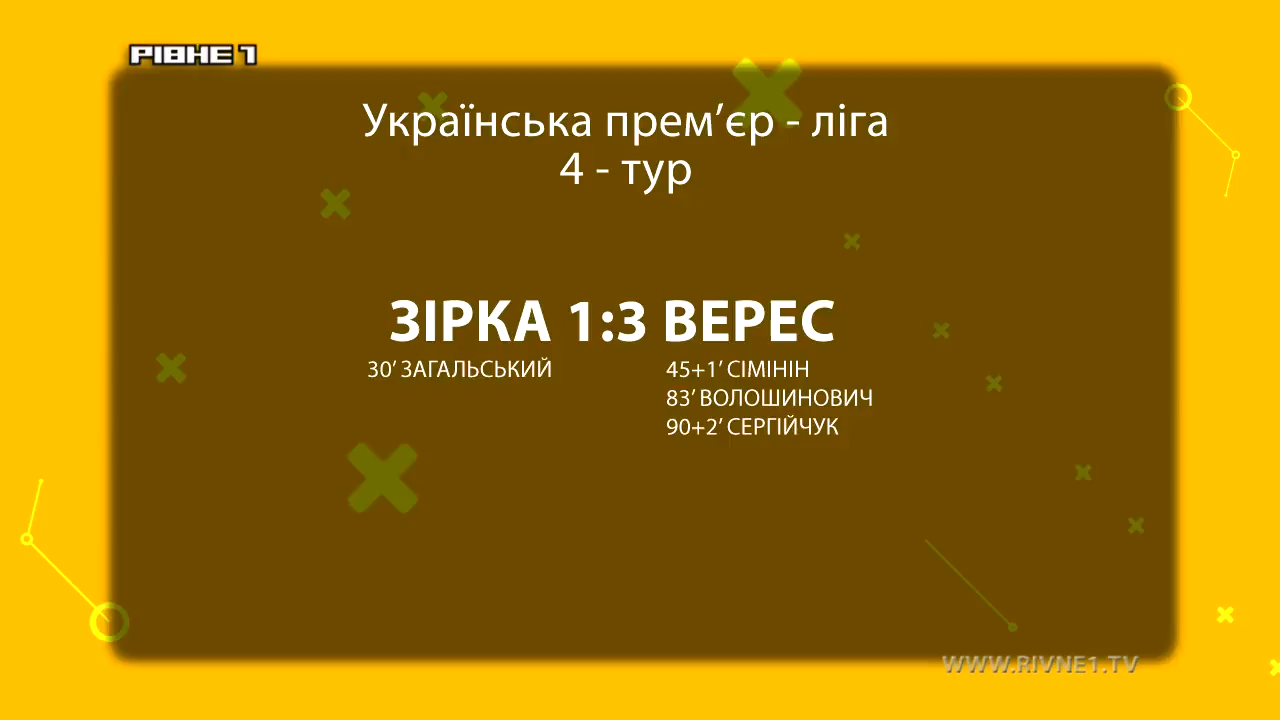 РІВНЕ 1
Українська прем’єр - ліга
4 - тур
ЗІРКА 1:3 ВЕРЕС
30’ ЗАГАЛЬСЬКИЙ 45+1’ СІМІНІН
83’ ВОЛОШИНОВИЧ
90+2’ СЕРГІЙЧУК
WWW.RIVNE1.TV